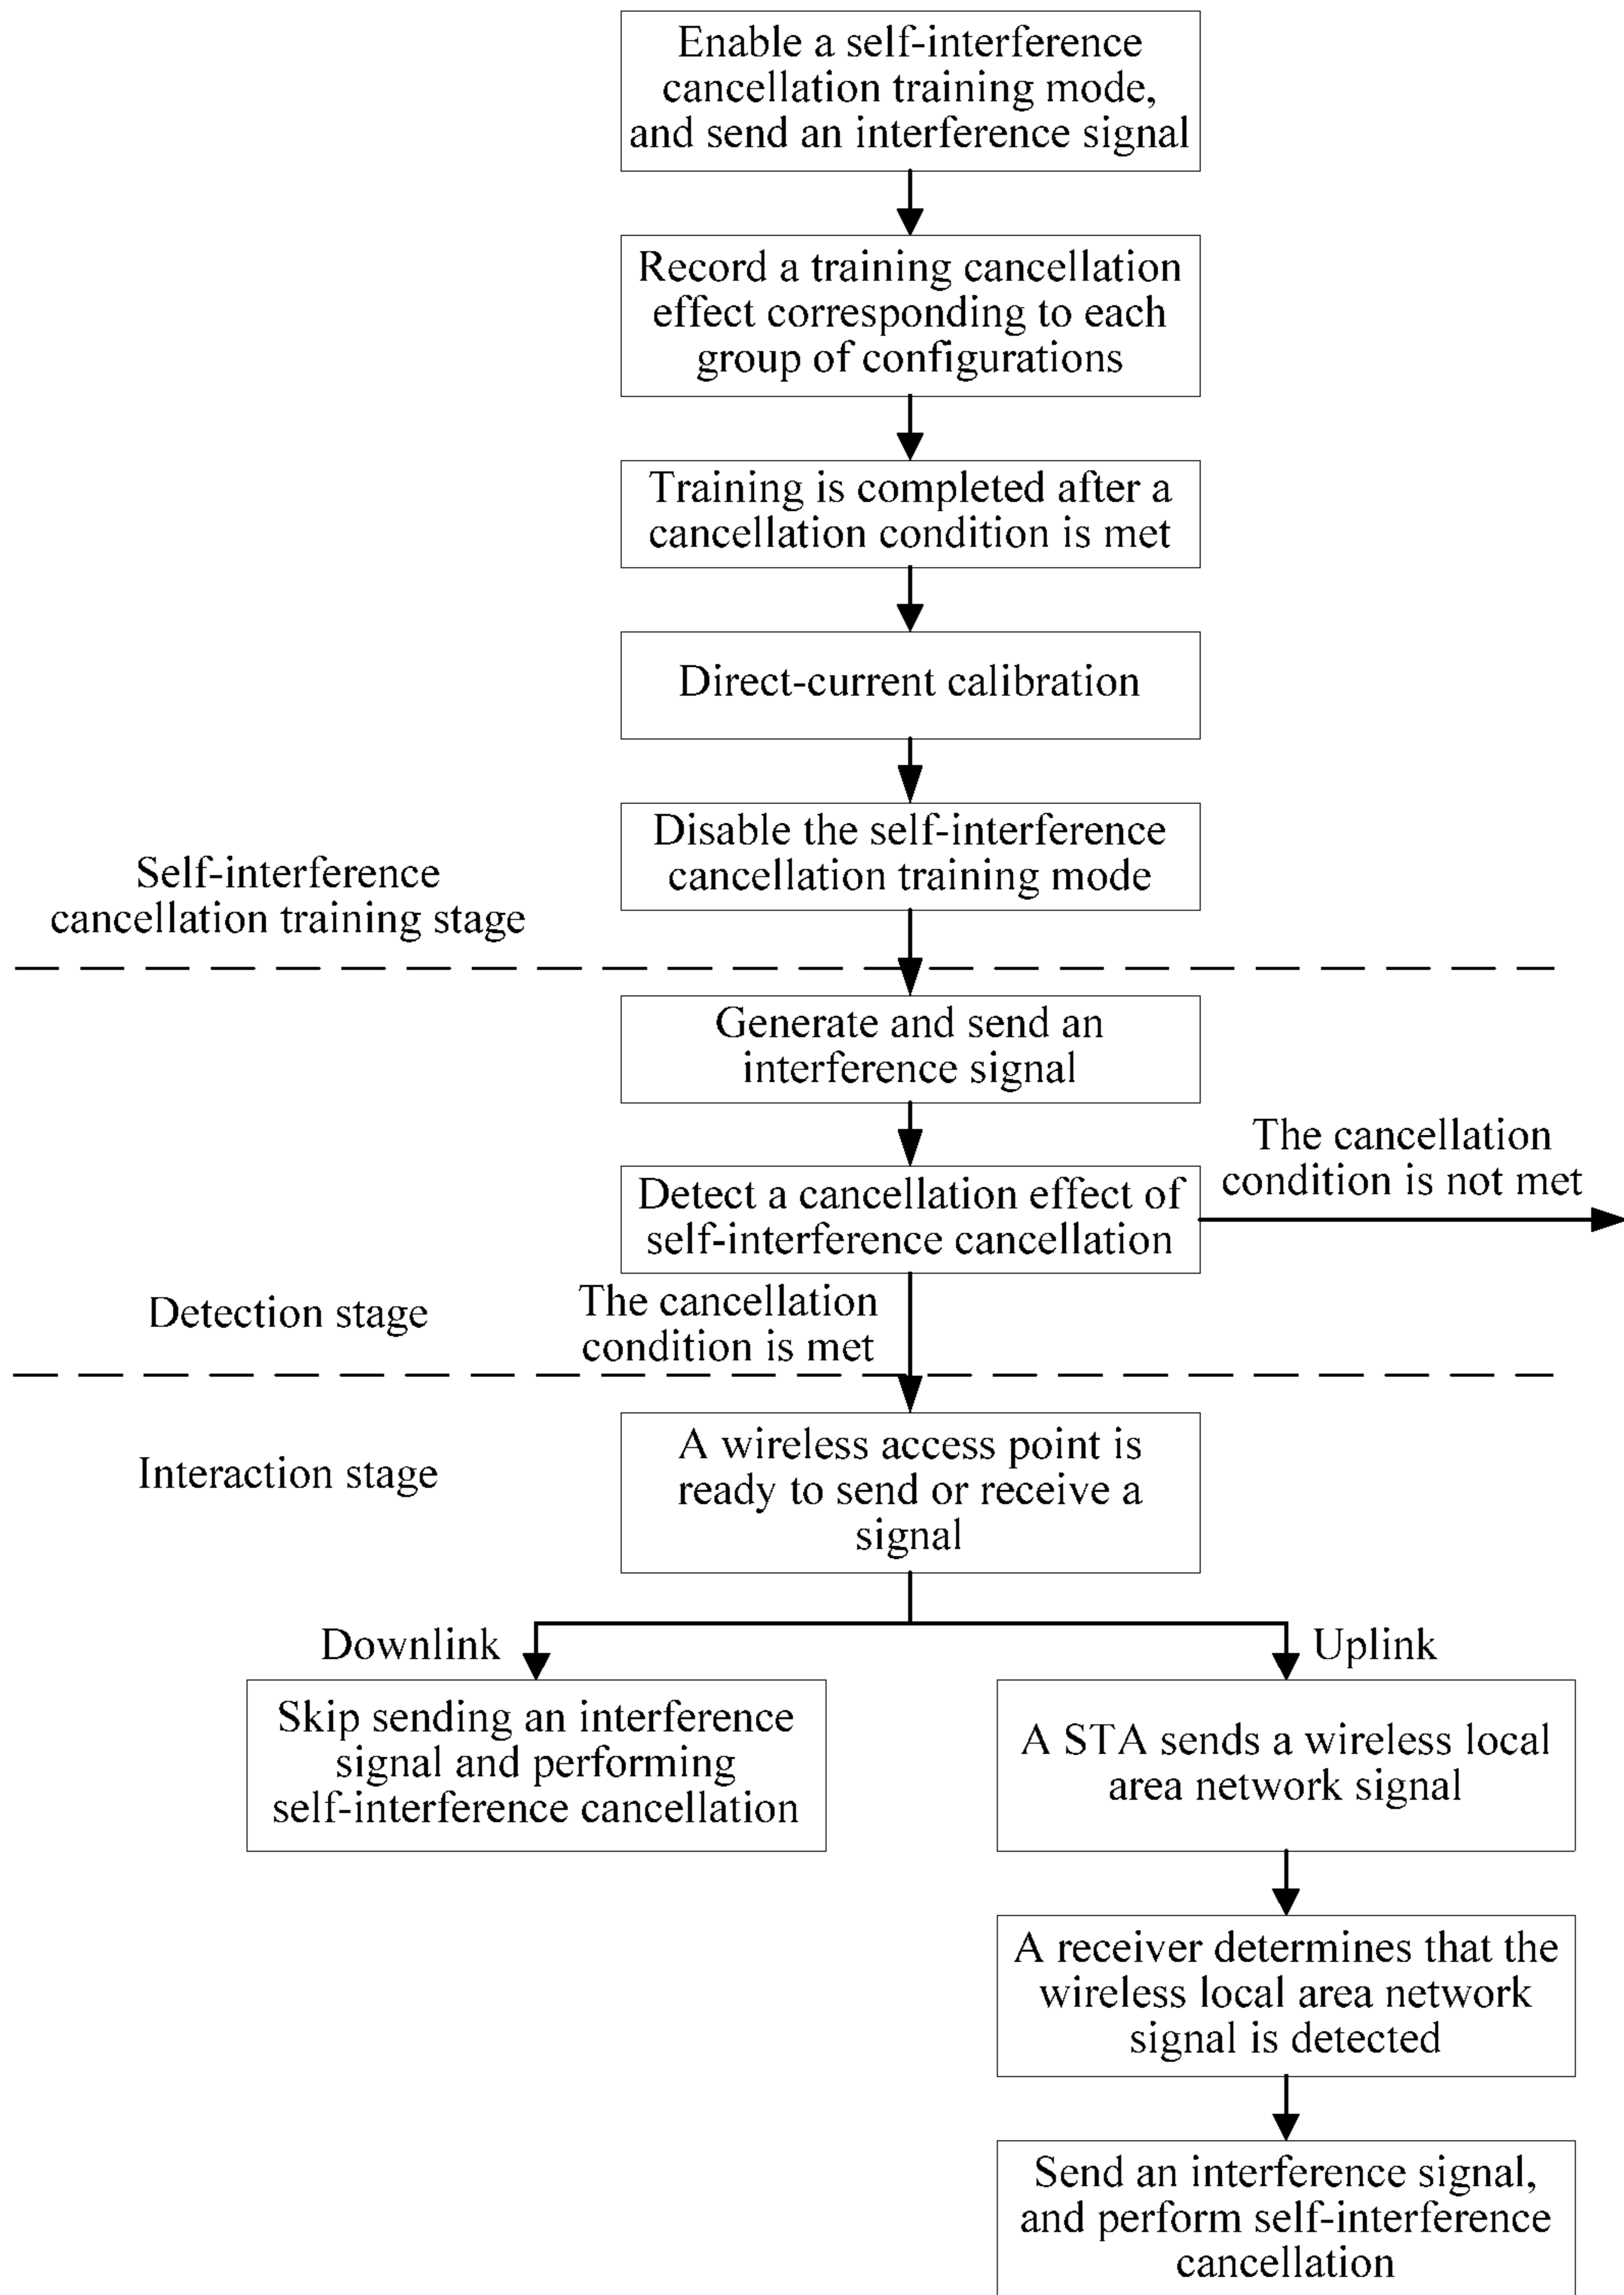 Enable a self-interference
cancellation training mode,
and send an interference signal
Record a training cancellation
effect corresponding to each
group of configurations
Training is completed after a
cancellation condition is met
Direct-current calibration
Disable the self-interference
cancellation training mode
Self-interference
cancellation training stage
Generate and send an
interference signal
The cancellation
condition is not met
Detect a cancellation effect of
self-interference cancellation
Detection stage
The cancellation
condition is met
Interaction stage
A wireless access point is
ready to send or receive a
signal
Downlink
Uplink
Skip sending an interference
signal and performing
self-interference cancellation
A STA sends a wireless local
area network signal
A receiver determines that the
wireless local area network
signal is detected
Send an interference signal,
and perform self-interference
cancellation